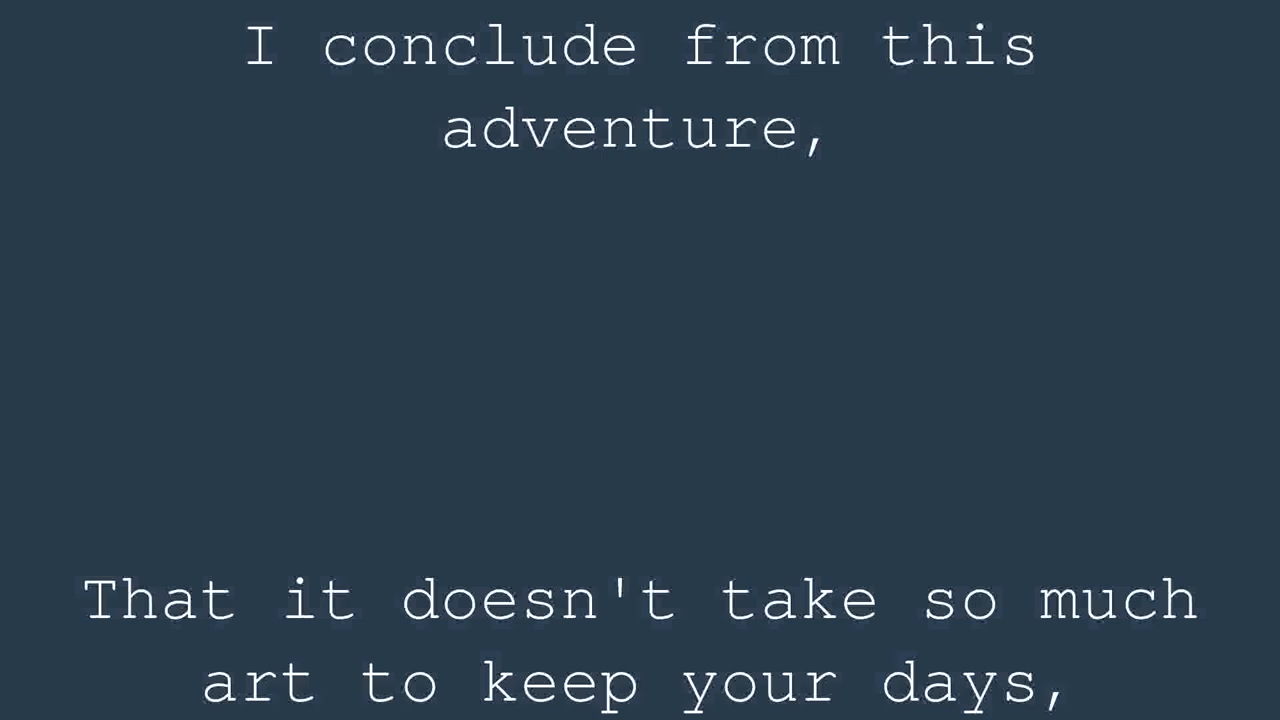 I conclude from this
adventure,
That it doesn't take so much
art to keep your days,